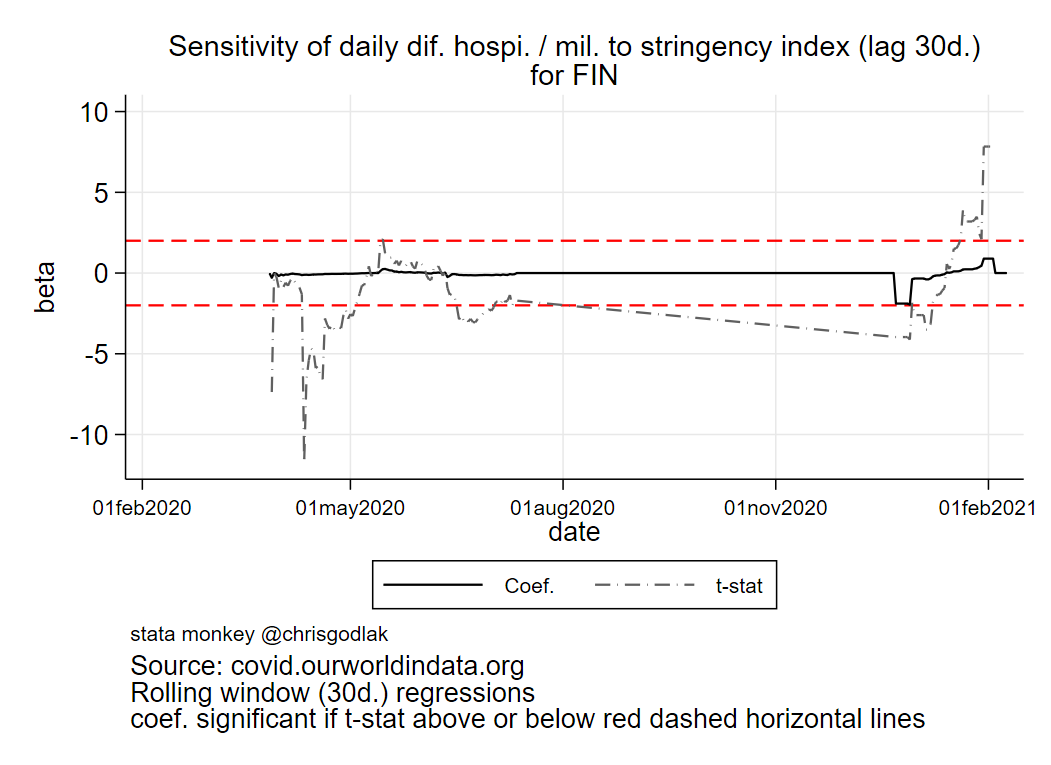 Sensitivity of daily dif. hospi. / mil. to stringency index (lag 30d.)
for FIN
beta
10
5
0
-5
-10
01feb2020
01may2020
01aug2020
01nov2020
01feb2021
date
Coef.
t-stat
stata monkey @chrisgodlak
Source: covid.ourworldindata.org
Rolling window (30d.) regressions
coef. significant if t-stat above or below red dashed horizontal lines